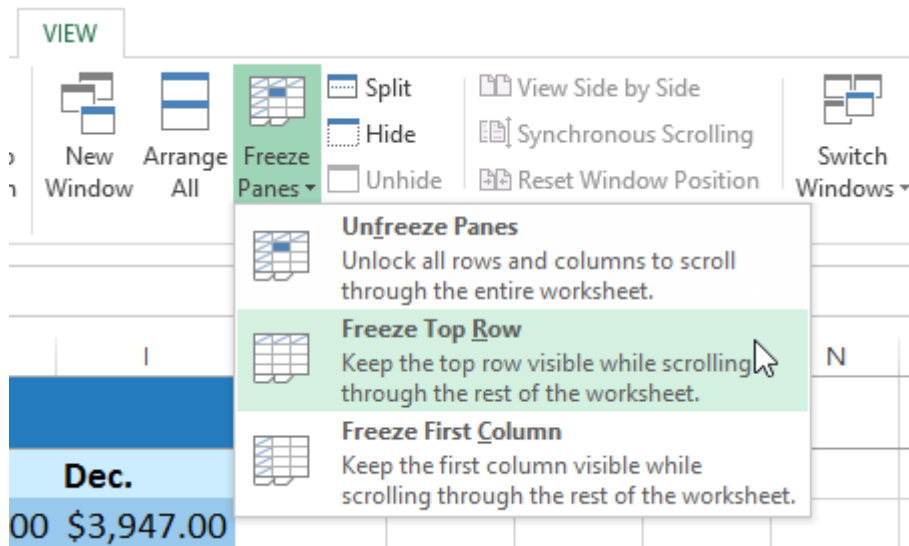 VIEW
New Window
Arrange All
Freeze Panes
Split
Hide
Unhide
View Side by Side
Synchronous Scrolling
Reset Window Position
Switch Windows
Unfreeze Panes
Unlock all rows and columns to scroll
through the entire worksheet.
Freeze Top Row
Keep the top row visible while scrolling
through the rest of the worksheet.
Freeze First Column
Keep the first column visible while
scrolling through the rest of the worksheet.
I
N
Dec.
00 $3,947.00